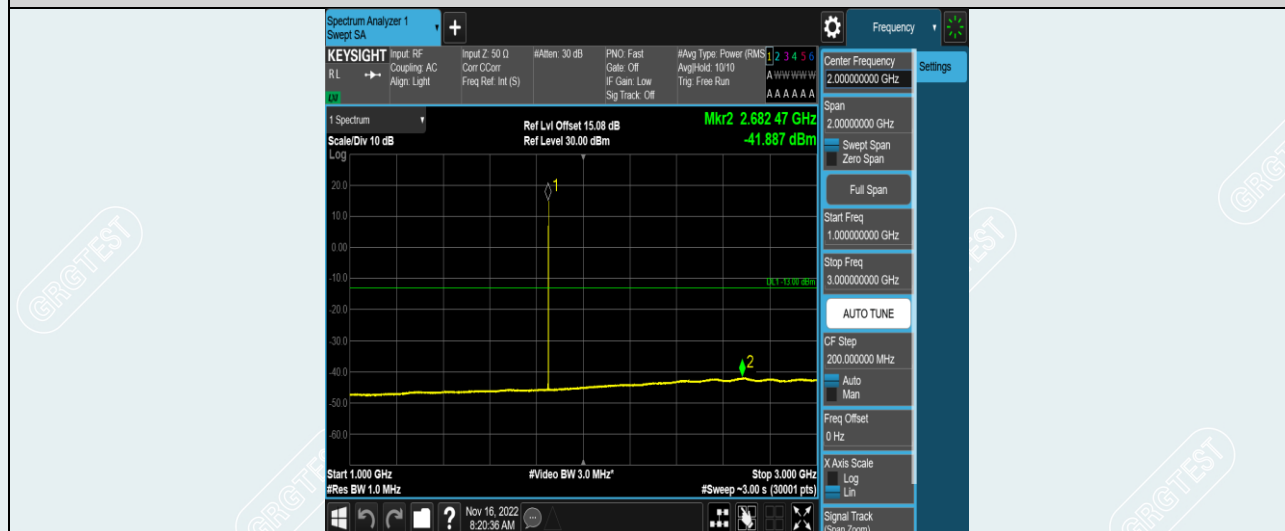 Spectrum Analyzer 1
Swept SA
Frequency
KEYSIGHT
Input: RF
Coupling: AC
Align: Light
Input Z: 50 Ω
Corr CCorr
Freq Ref: Int (S)
#Atten: 30 dB
PNO: Fast
Gate: Off
IF Gain: Low
Sig Track: Off
#Avg Type: Power (RMS
Avg|Hold: 10/10
Trig: Free Run
1 2 3 4 5 6
A W W W W W
A A A A A A
R L
1 Spectrum
Scale/Div 10 dB
Log
Ref Lvl Offset 15.08 dB
Ref Level 30.00 dBm
Mkr2 2.682 47 GHz
-41.887 dBm
20.0
10.0
0.00
-10.0
-20.0
-30.0
-40.0
-50.0
-60.0
1
2
DL1 -13.00 dBm
Start 1.000 GHz
#Res BW 1.0 MHz
#Video BW 3.0 MHz*
Stop 3.000 GHz
#Sweep ~3.00 s (30001 pts)
Nov 16, 2022
8:20:36 AM
Center Frequency
2.000000000 GHz
Settings
Span
2.00000000 GHz
Swept Span
Zero Span
Full Span
Start Freq
1.000000000 GHz
Stop Freq
3.000000000 GHz
AUTO TUNE
CF Step
200.000000 MHz
Auto
Man
Freq Offset
0 Hz
X Axis Scale
Log
Lin
Signal Track
(Span Zoom)
GRGTEST